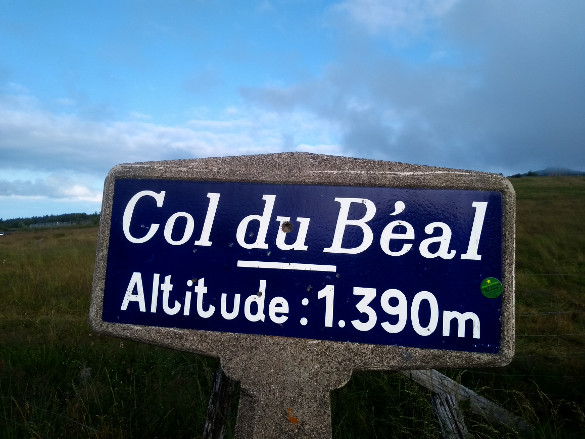 Col du Béal
Altitude : 1.390m